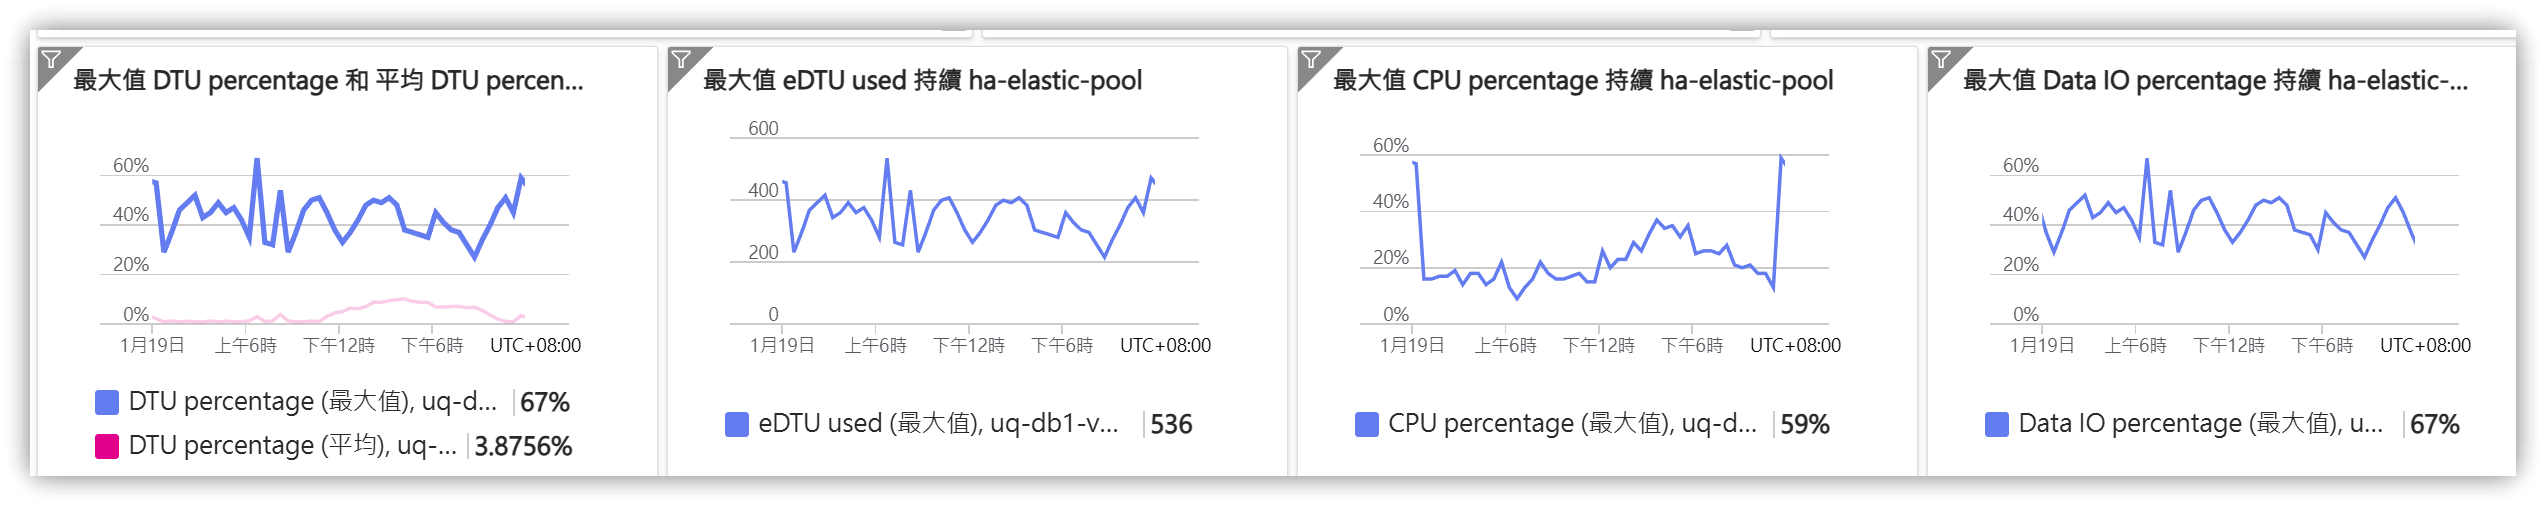 最大值 DTU percentage 和 平均 DTU percen...
60%
40%
20%
0%
1月19日 上午6時 下午12時 下午6時 UTC+08:00
DTU percentage (最大值), uq-d... 67%
DTU percentage (平均), uq-... 3.8756%
最大值 eDTU used 持續 ha-elastic-pool
600
400
200
0
1月19日 上午6時 下午12時 下午6時 UTC+08:00
eDTU used (最大值), uq-db1-v... 536
最大值 CPU percentage 持續 ha-elastic-pool
60%
40%
20%
0%
1月19日 上午6時 下午12時 下午6時 UTC+08:00
CPU percentage (最大值), uq-d... 59%
最大值 Data IO percentage 持續 ha-elastic-...
60%
40%
20%
0%
1月19日 上午6時 下午12時 下午6時 UTC+08:00
Data IO percentage (最大值), u... 67%